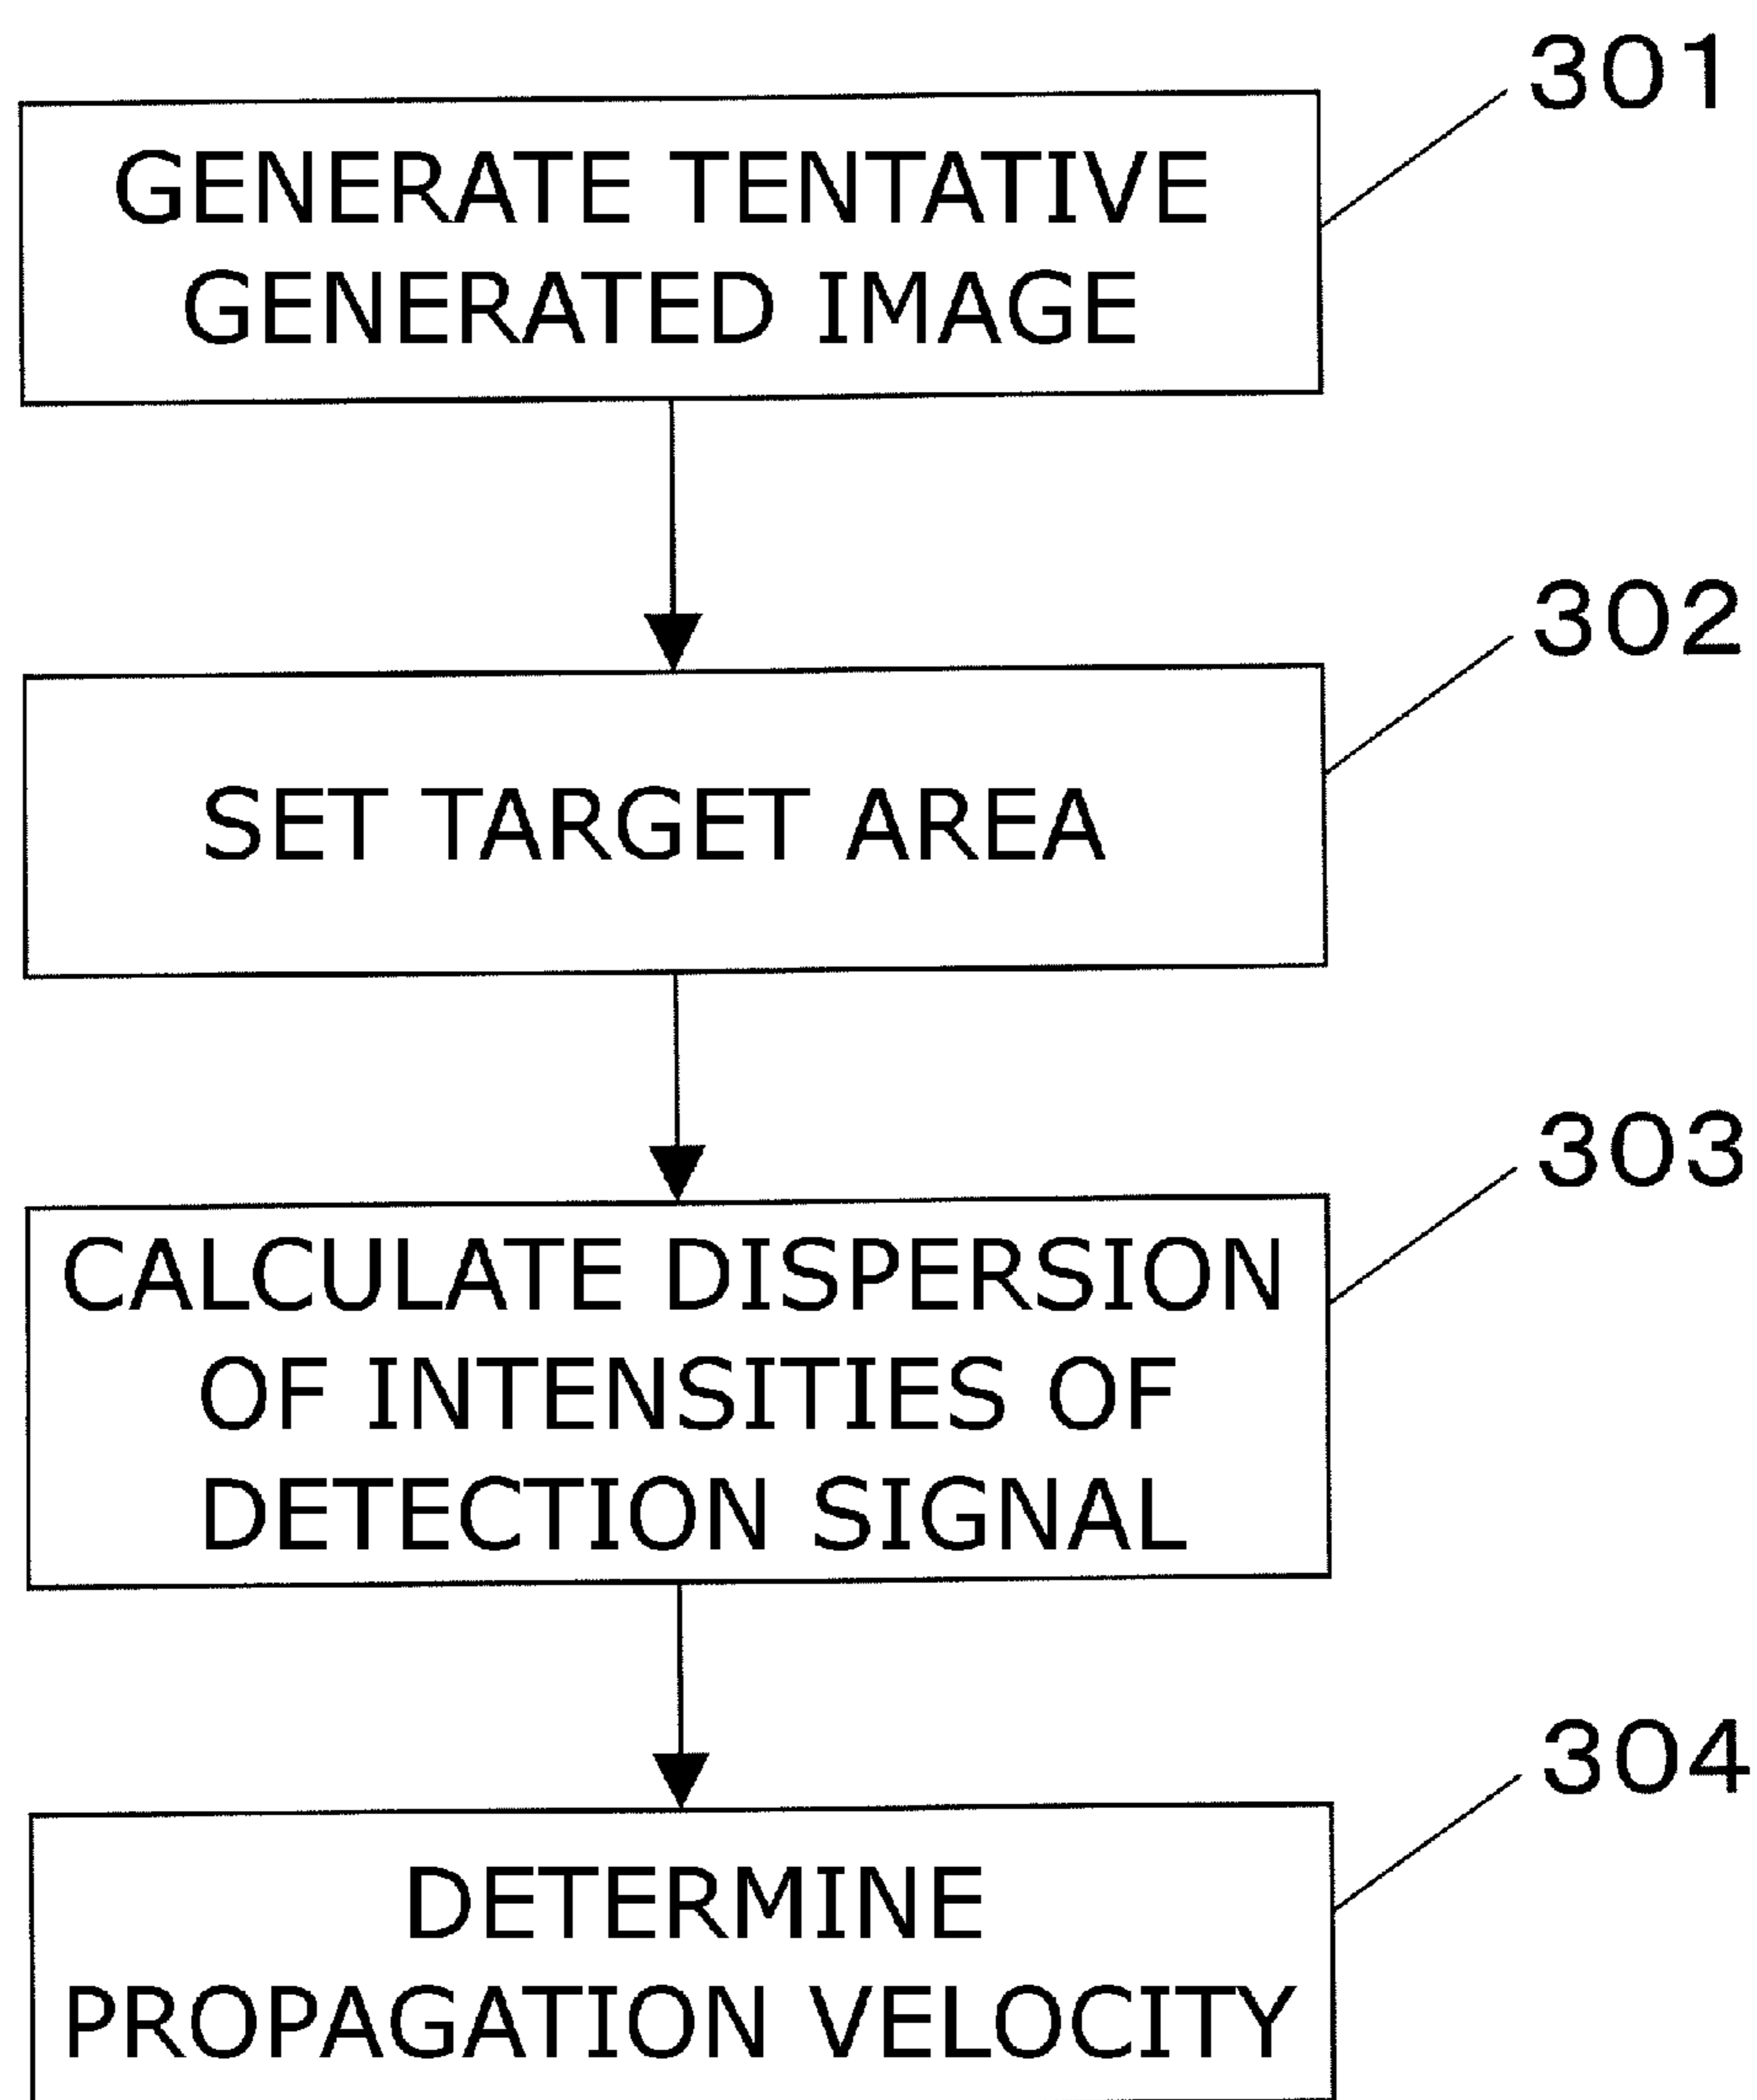 301
GENERATE TENTATIVE
GENERATED IMAGE
302
SET TARGET AREA
303
CALCULATE DISPERSION
OF INTENSITIES OF
DETECTION SIGNAL
304
DETERMINE
PROPAGATION VELOCITY